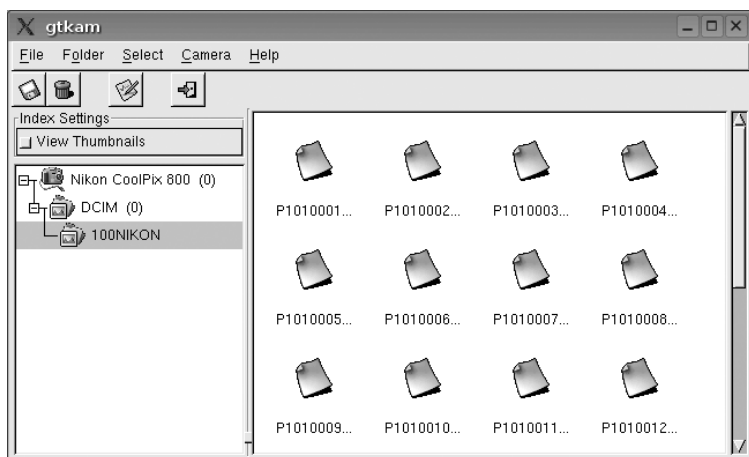 gtkam
File Folder Select Camera Help
Index Settings
View Thumbnails
Nikon CoolPix 800 (0)
DCIM (0)
100NIKON
P1010001... P1010002... P1010003... P1010004...
P1010005... P1010006... P1010007... P1010008...
P1010009... P1010010... P1010011... P1010012...